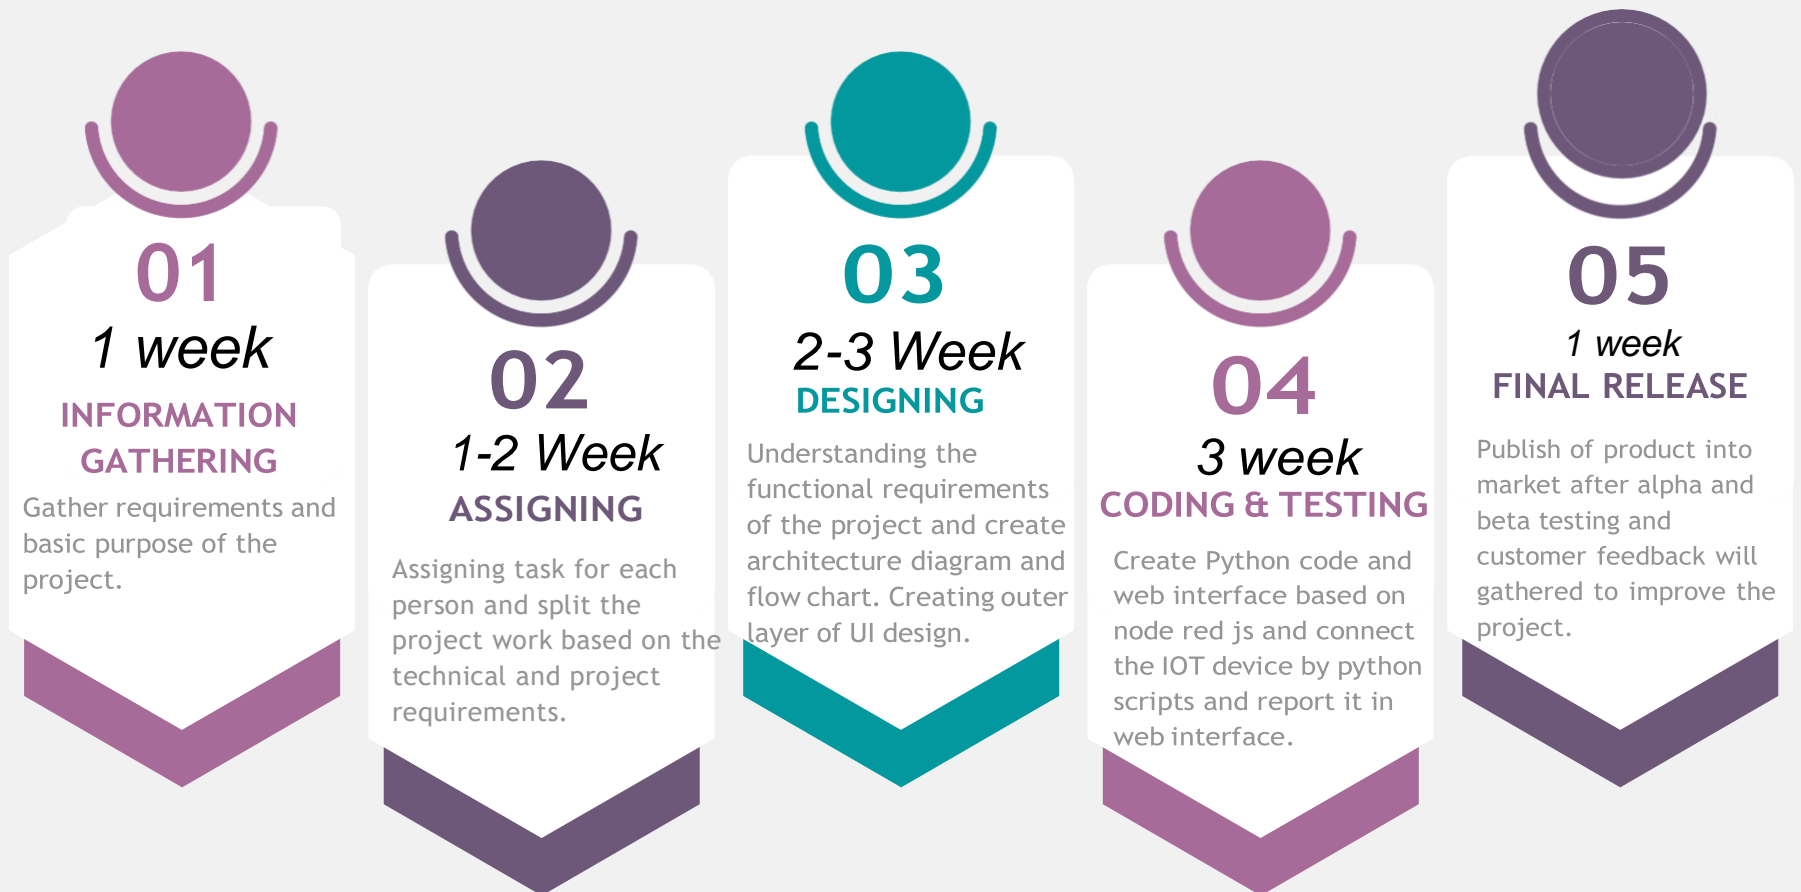 01
1 week
INFORMATION
GATHERING
Gather requirements and
basic purpose of the
project.
02
1-2 Week
ASSIGNING
Assigning task for each
person and split the
project work based on the
technical and project
requirements.
03
2-3 Week
DESIGNING
Understanding the
functional requirements
of the project and create
architecture diagram and
flow chart. Creating outer
layer of UI design.
04
3 week
CODING & TESTING
Create Python code and
web interface based on
node red js and connect
the IOT device by python
scripts and report it in
web interface.
05
1 week
FINAL RELEASE
Publish of product into
market after alpha and
beta testing and
customer feedback will
gathered to improve the
project.